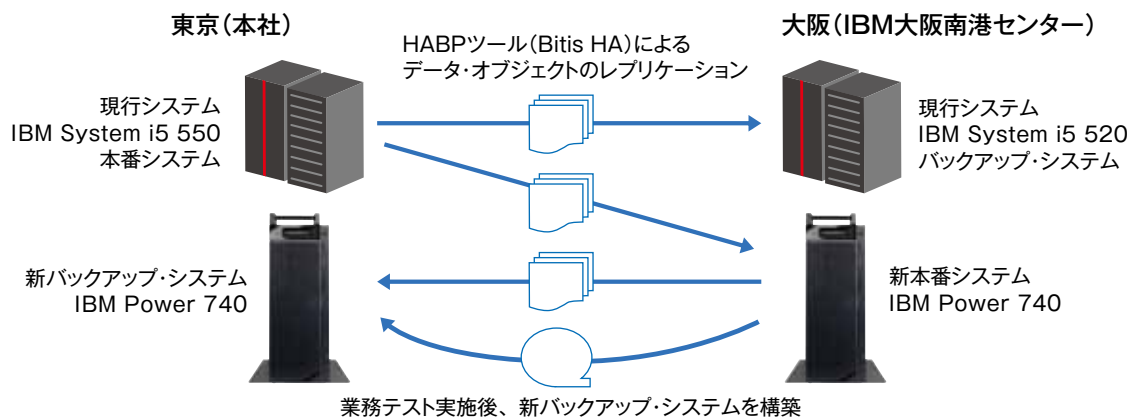 東京(本社)
大阪(IBM大阪南港センター)
HABPツール(Bitis HA)による
データ・オブジェクトのレプリケーション
現行システム
IBM System i5 550
本番システム
現行システム
IBM System i5 520
バックアップ・システム
新バックアップ・システム
IBM Power 740
新本番システム
IBM Power 740
業務テスト実施後、新バックアップ・システムを構築